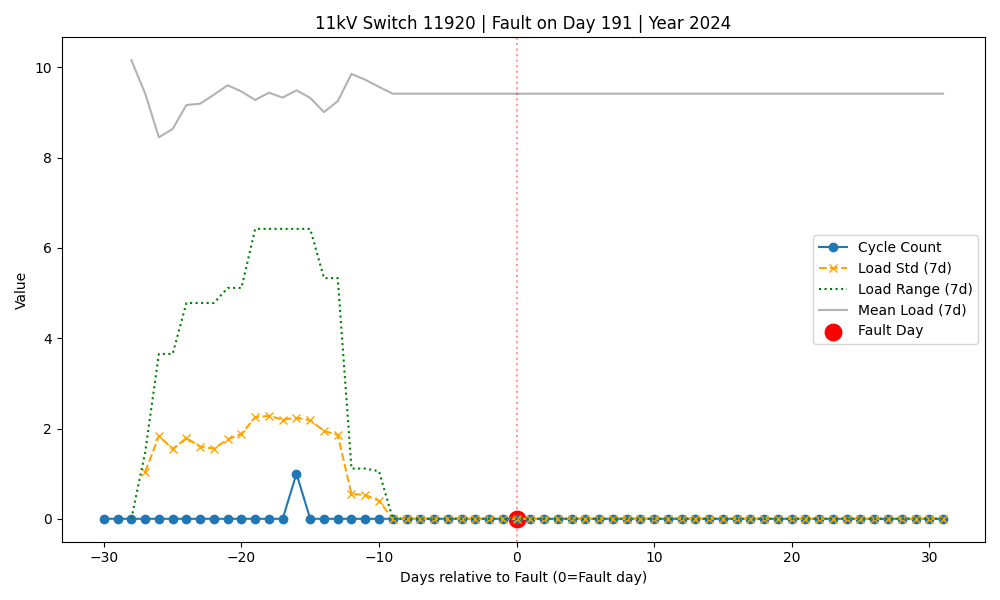 11kV Switch 11920 | Fault on Day 191 | Year 2024
Value
10
8
6
4
2
0
Cycle Count
Load Std (7d)
Load Range (7d)
Mean Load (7d)
Fault Day
−30
−20
−10
0
10
20
30
Days relative to Fault (0=Fault day)